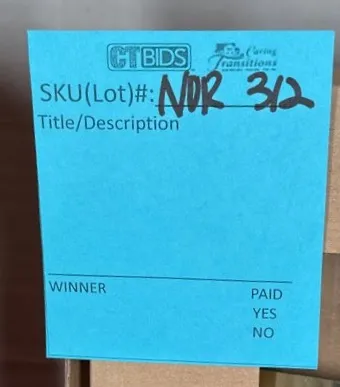 CTBIDS Caring Transitions
SKU(Lot)#: NOR 312
Title/Description
WINNER PAID
YES
NO